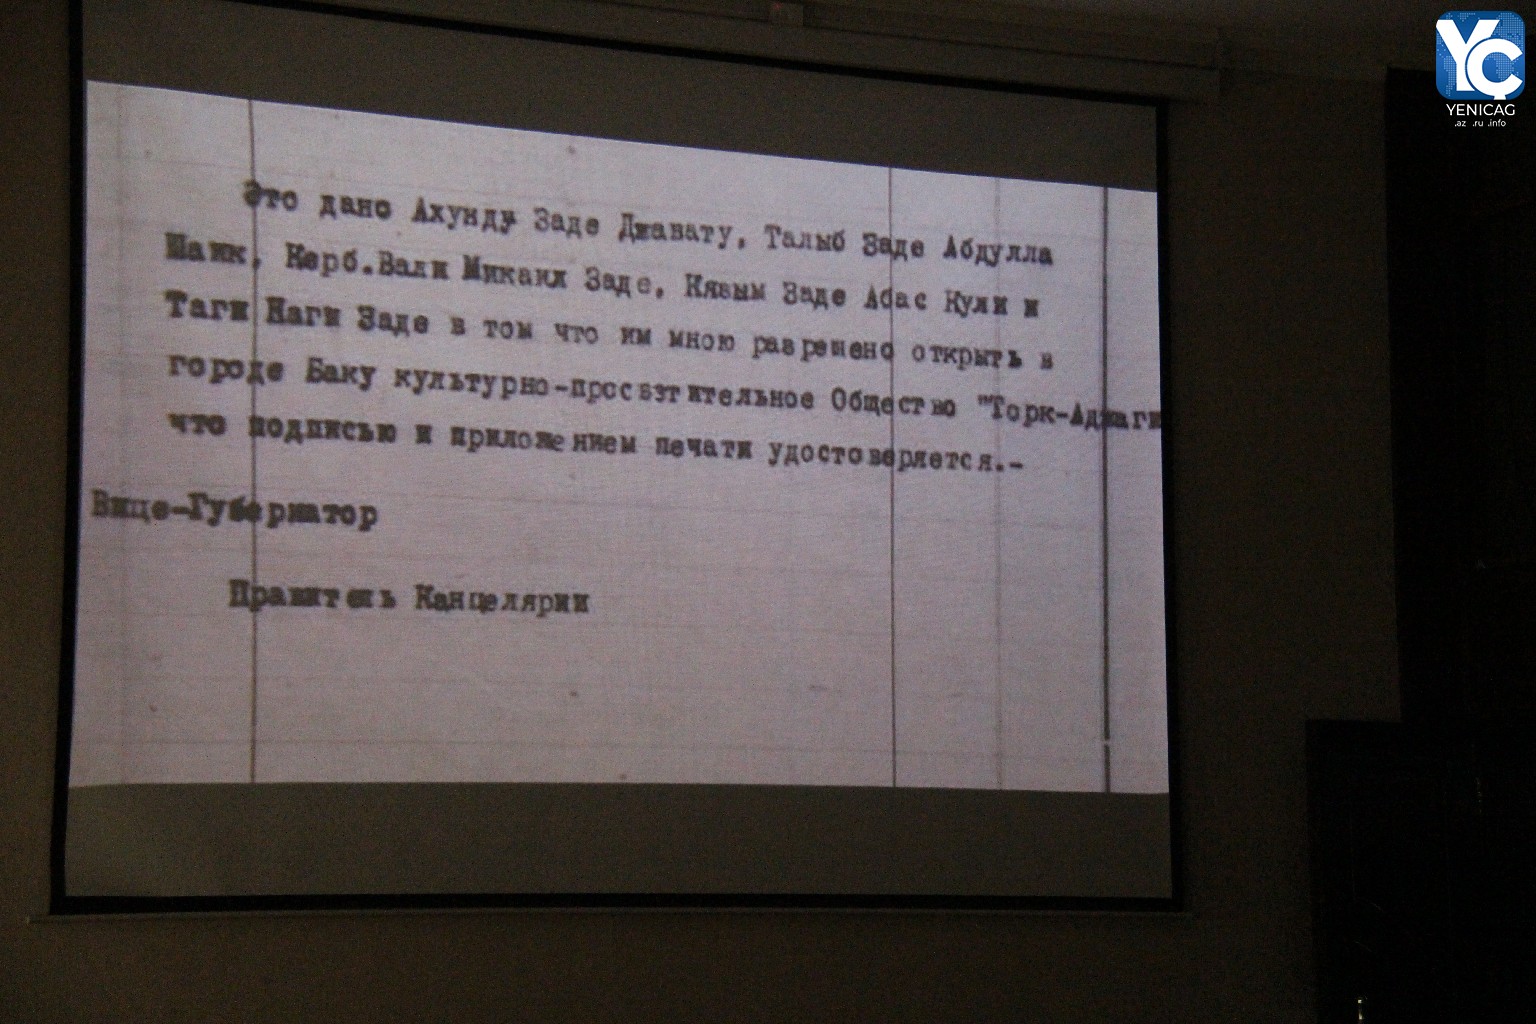 Это дано Ахунду Заде Джавату, Талыб Заде Абдулла
Шаик, Керб.Вали Микаил Заде, Кязым Заде Абас Кули и
Таги Наги Заде в том что им мною разрешено открыть в
городе Баку культурно-просвэтительное Общество "Торк-Аджаги
что подписью и приложением печати удостоверяется.-
Вице-Губернатор
Правитель Канцелярии
YENICAG
.az .ru .info